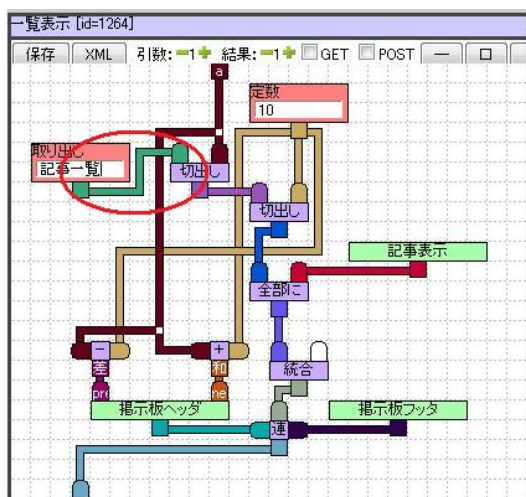 一覧表示 [id=1264]
保存 XML 引数: 1 結果: 1 GET POST
a
定数
10
取り出し
記事一覧
切出し
切出し
記事表示
全部に
－ ＋
差 和
統合
pre ne
掲示板ヘッダ 掲示板フッタ
連